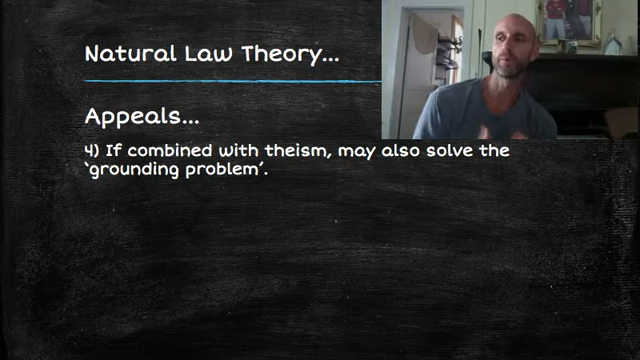 Natural Law Theory...
Appeals...
4) If combined with theism, may also solve the
‘grounding problem’.